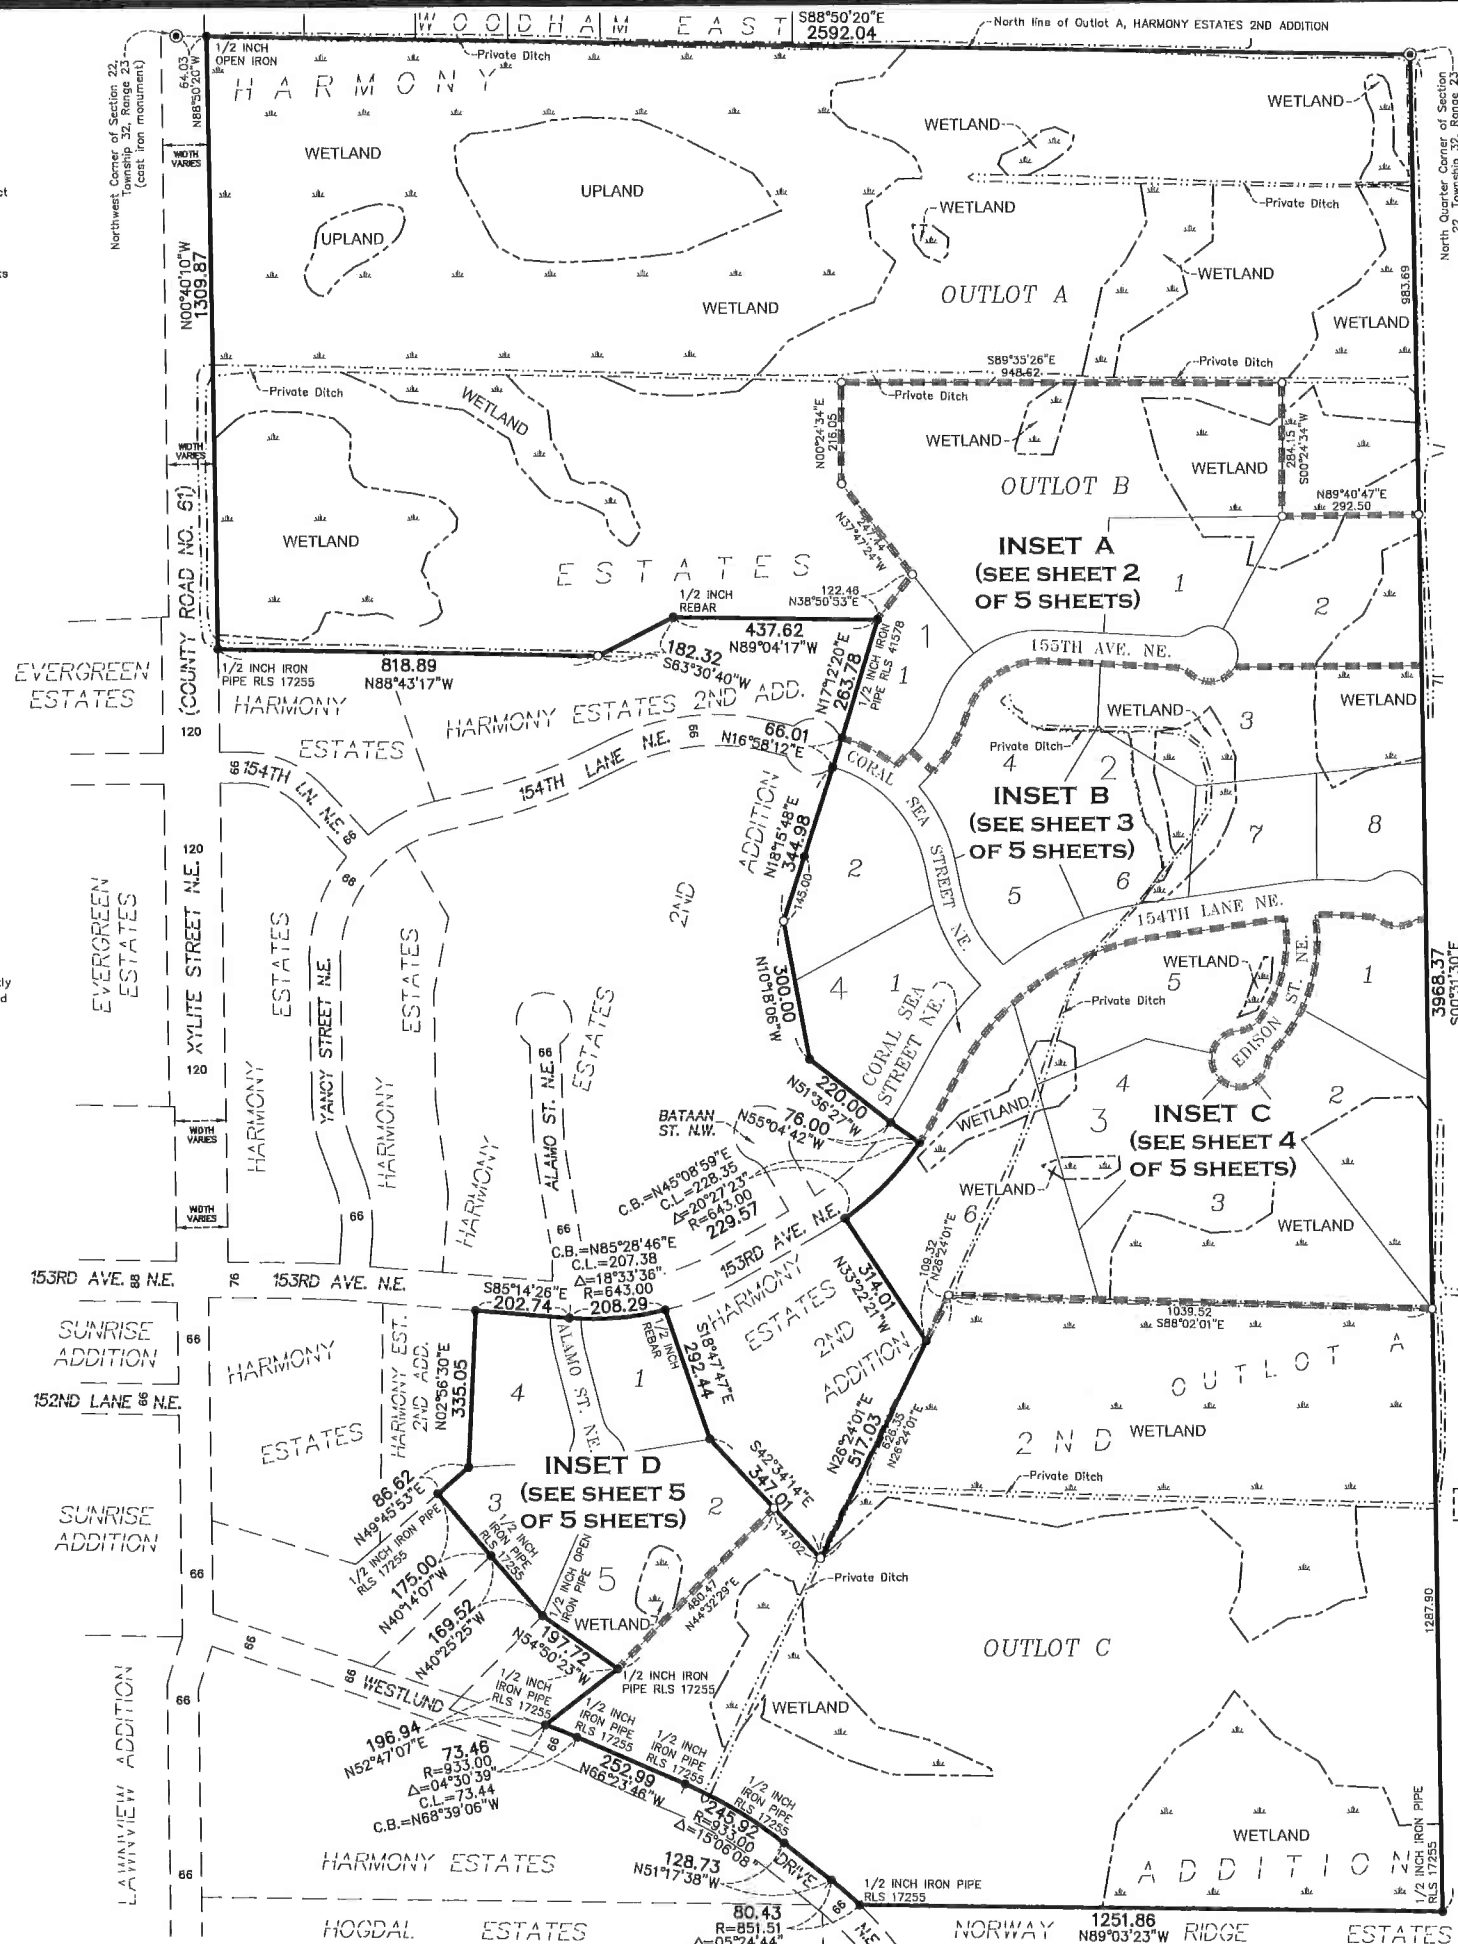 WOODHAM EAST
S88°50'20"E
2592.04
North line of Outlot A, HARMONY ESTATES 2ND ADDITION
Northwest Corner of Section 22,
Township 32, Range 23
(cast iron monument)
64.03
N88°50'20"W
1/2 INCH
OPEN IRON
Private Ditch
HARMONY
WETLAND
WETLAND
North Quarter Corner of Section
22, Township 32, Range 23
WIDTH
VARIES
WETLAND
UPLAND
UPLAND
WETLAND
Private Ditch
WETLAND
N00°40'10"W
1309.87
WETLAND
OUTLOT A
983.69
WETLAND
S89°35'26"E
948.62
Private Ditch
Private Ditch
Private Ditch
WETLAND
N00°24'34"E
216.05
WETLAND
WETLAND
284.15
S00°24'34"W
WIDTH
VARIES
OUTLOT B
N89°40'47"E
292.50
WETLAND
247.44
N37°47'24"W
INSET A
(SEE SHEET 2
OF 5 SHEETS)
1
2
ESTATES
1/2 INCH
REBAR
122.46
N38°50'53"E
437.62
N89°04'17"W
182.32
S63°30'40"W
818.89
N88°43'17"W
1/2 INCH IRON
PIPE RLS 17255
N17°12'20"E
263.78
1/2 INCH IRON
PIPE RLS 41578
1
1
155TH AVE. NE.
EVERGREEN
ESTATES
(COUNTY ROAD NO. 61)
120
HARMONY
ESTATES
HARMONY ESTATES 2ND ADD.
66.01
N16°58'12"E
WETLAND
WETLAND
3
Private Ditch
4
2
66
154TH LN. N.E.
66
154TH LANE N.E.
66
CORAL SEA STREET NE.
INSET B
(SEE SHEET 3
OF 5 SHEETS)
7
8
ADDITION
N18°15'48"E
344.98
145.00
2
5
6
66
120
XYLITE STREET N.E.
120
EVERGREEN
ESTATES
ESTATES
YANCY STREET N.E.
ESTATES
2ND
154TH LANE NE.
WETLAND
5
1
EDISON ST. NE.
Private Ditch
3968.37
S00°31'30"E
4
1
300.00
N10°18'06"W
CORAL SEA
STREET NE.
ESTATES
66
ALAMO ST. N.E.
HARMONY
HARMONY
HARMONY
220.00
N51°36'27"W
76.00
N55°04'42"W
WETLAND
3
4
2
INSET C
(SEE SHEET 4
OF 5 SHEETS)
3
WIDTH
VARIES
WIDTH
VARIES
BATAAN
ST. N.W.
C.B.=N45°08'59"E
C.L.=228.35
Δ=20°27'23"
R=643.00
229.57
WETLAND
6
WETLAND
66
66
153RD AVE. N.E.
C.B.=N85°28'46"E
C.L.=207.38
Δ=18°33'36"
R=643.00
208.29
S85°14'26"E
202.74
153RD AVE. 88 N.E.
76
153RD AVE. N.E.
314.01
N33°22'21"W
109.32
N26°24'01"E
1039.52
S88°02'01"E
SUNRISE
ADDITION
66
HARMONY
ESTATES
HARMONY EST.
2ND ADD.
N02°56'30"E
335.05
4
ALAMO ST. NE.
1
1/2 INCH
REBAR
S18°47'47"E
292.44
HARMONY
ESTATES
2ND
ADDITION
152ND LANE 66 N.E.
OUTLOT A
2ND
WETLAND
N26°24'01"E
517.03
626.35
N26°24'01"E
Private Ditch
S42°34'14"E
347.01
147.02
INSET D
(SEE SHEET 5
OF 5 SHEETS)
3
2
86.62
N49°45'53"E
1/2 INCH IRON PIPE
RLS 17255
1/2 INCH
IRON PIPE
RLS 17255
SUNRISE
ADDITION
66
175.00
N40°14'07"W
169.52
N40°25'25"W
1/2 INCH OPEN
IRON PIPE
5
WETLAND
480.47
N44°32'29"E
Private Ditch
197.72
N54°50'23"W
1287.90
OUTLOT C
66
66
WESTLUND
1/2 INCH
IRON PIPE
RLS 17255
1/2 INCH IRON
PIPE RLS 17255
WETLAND
LAWNVIEW ADDITION
66
196.94
N52°47'07"E
73.46
R=933.00
Δ=04°30'39"
C.L.=73.44
C.B.=N68°39'06"W
66
1/2 INCH
IRON PIPE
RLS 17255
1/2 INCH
IRON PIPE
RLS 17255
252.99
N66°23'46"W
1/2 INCH
IRON PIPE
RLS 17255
245.92
R=933.00
Δ=15°06'08"
128.73
N51°17'38"W
DRIVE
66
N.E.
66
HARMONY ESTATES
WETLAND
ADDITION
1/2 INCH IRON PIPE
RLS 17255
1/2 INCH IRON PIPE
RLS 17255
80.43
R=851.51
Δ=05°24'44"
HOGDAL ESTATES
NORWAY RIDGE ESTATES
1251.86
N89°03'23"W